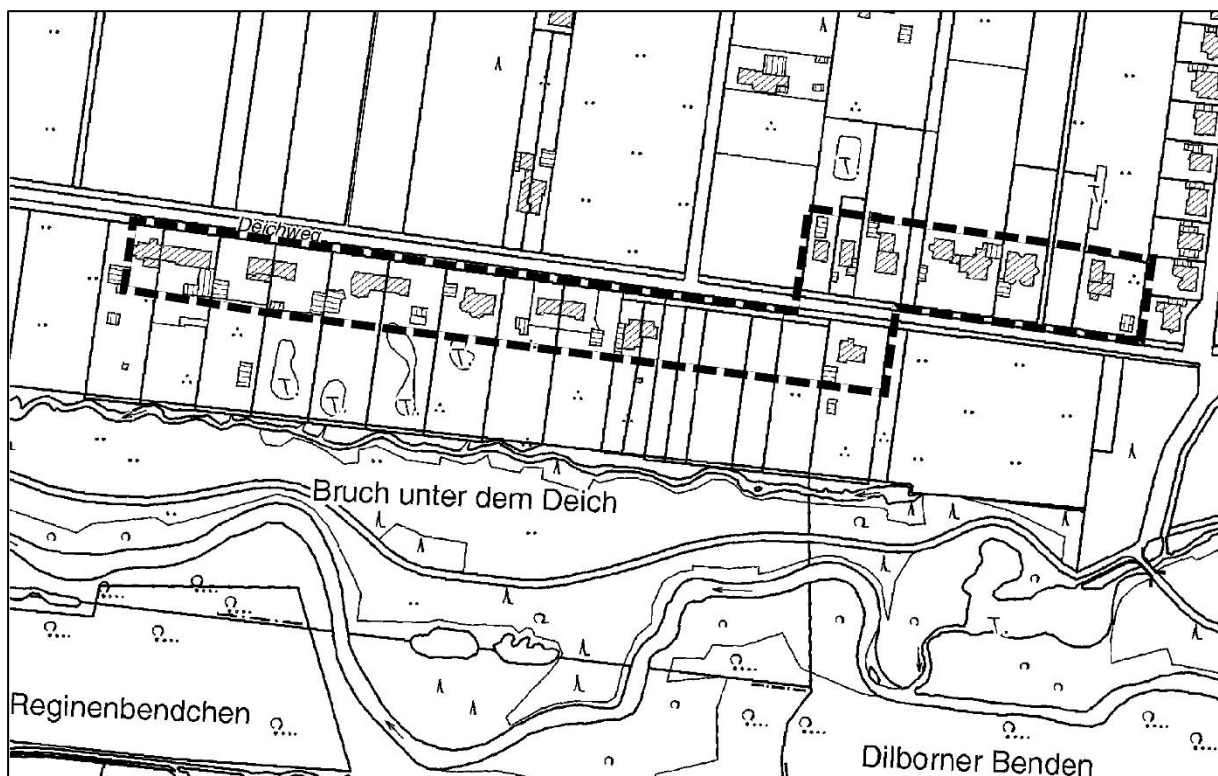 Deichweg
T.
T.
T.
T.
T.
Bruch unter dem Deich
T.
Reginenbendchen
Dilborner Benden